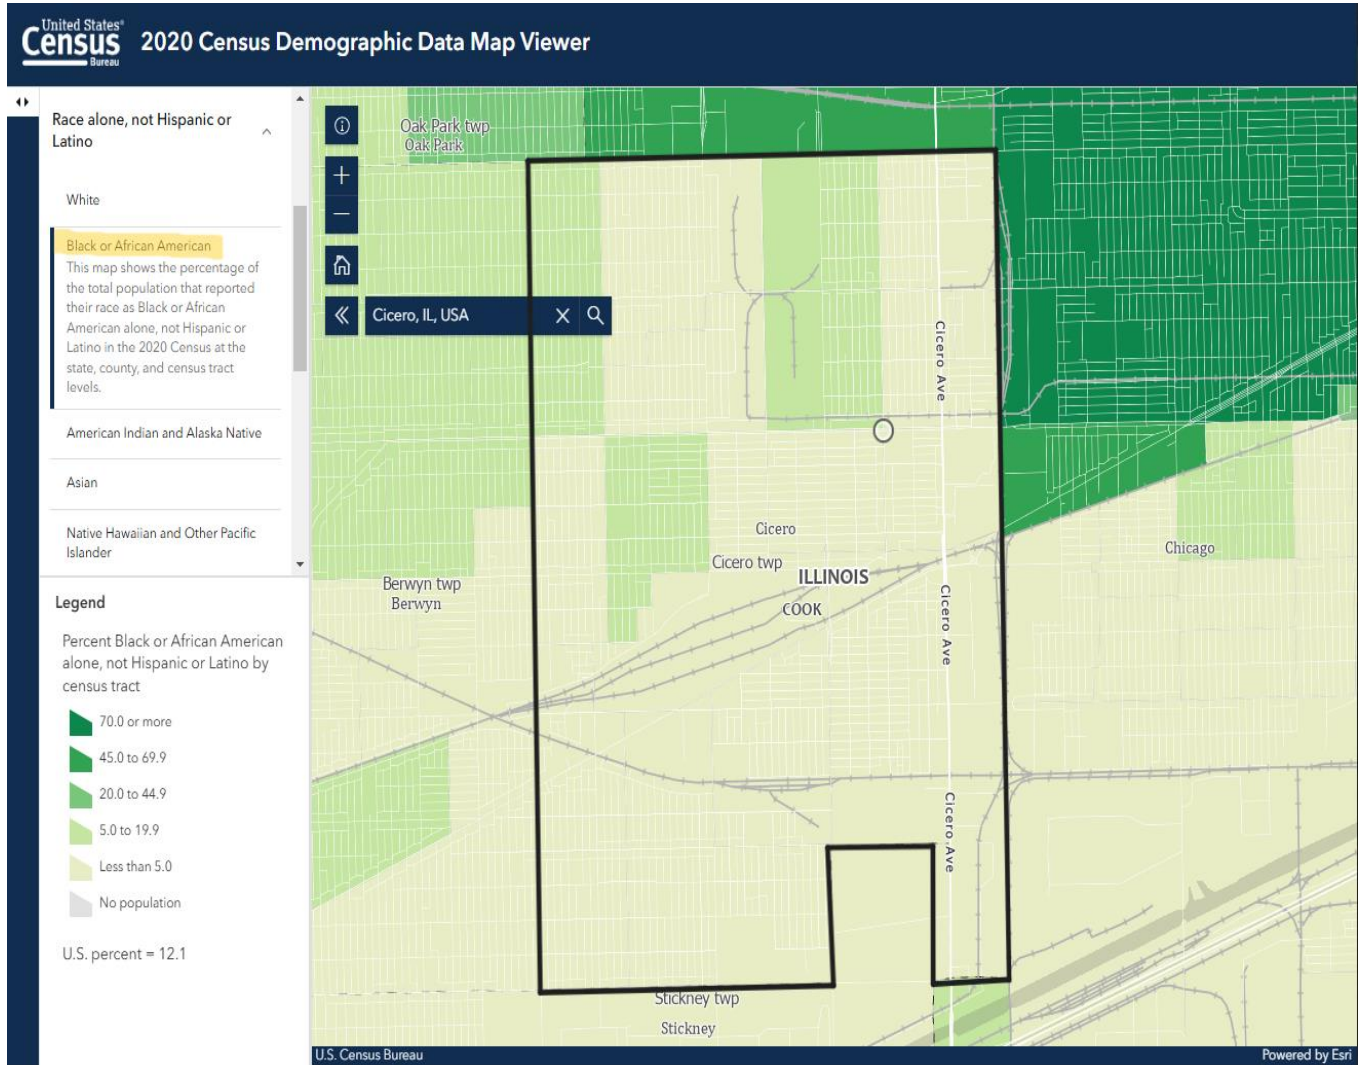 United States®
Census
Bureau
2020 Census Demographic Data Map Viewer
Race alone, not Hispanic or
Latino
White
Black or African American
This map shows the percentage of
the total population that reported
their race as Black or African
American alone, not Hispanic or
Latino in the 2020 Census at the
state, county, and census tract
levels.
American Indian and Alaska Native
Asian
Native Hawaiian and Other Pacific
Islander
Legend
Percent Black or African American
alone, not Hispanic or Latino by
census tract
70.0 or more
45.0 to 69.9
20.0 to 44.9
5.0 to 19.9
Less than 5.0
No population
U.S. percent = 12.1
Oak Park twp
Oak Park
Cicero, IL, USA
Cicero Ave
Cicero
Cicero twp
ILLINOIS
COOK
Chicago
Berwyn twp
Berwyn
Cicero Ave
Cicero Ave
Stickney twp
Stickney
U.S. Census Bureau
Powered by Esri